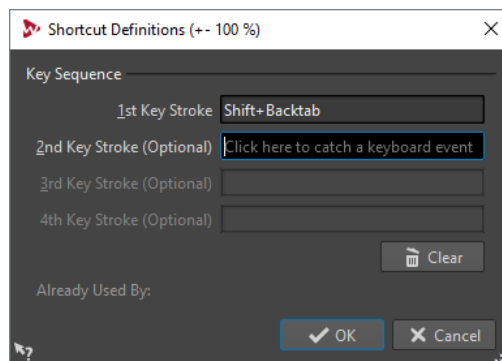 Shortcut Definitions (+- 100 %)
Key Sequence
1st Key Stroke Shift+Backtab
2nd Key Stroke (Optional) Click here to catch a keyboard event
3rd Key Stroke (Optional)
4th Key Stroke (Optional)
Clear
Already Used By:
OK Cancel